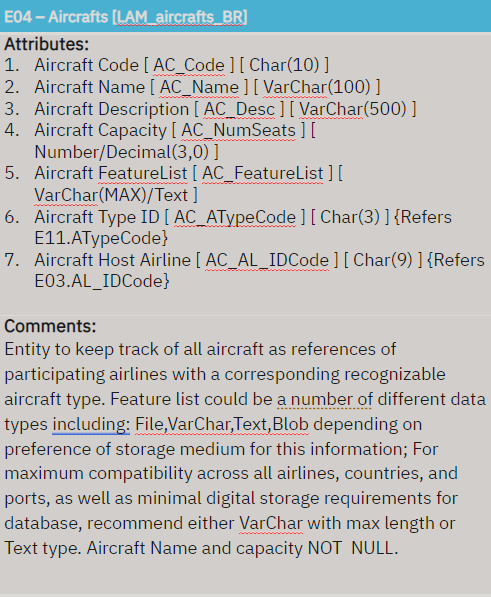 E04 – Aircrafts [LAM_aircrafts_BR]
Attributes:
1. Aircraft Code [ AC_Code ] [ Char(10) ]
2. Aircraft Name [ AC_Name ] [ VarChar(100) ]
3. Aircraft Description [ AC_Desc ] [ VarChar(500) ]
4. Aircraft Capacity [ AC_NumSeats ] [
Number/Decimal(3,0) ]
5. Aircraft FeatureList [ AC_FeatureList ] [
VarChar(MAX)/Text ]
6. Aircraft Type ID [ AC_ATypeCode ] [ Char(3) ] {Refers
E11.ATypeCode}
7. Aircraft Host Airline [ AC_AL_IDCode ] [ Char(9) ] {Refers
E03.AL_IDCode}
Comments:
Entity to keep track of all aircraft as references of
participating airlines with a corresponding recognizable
aircraft type. Feature list could be a number of different data
types including: File,VarChar,Text,Blob depending on
preference of storage medium for this information; For
maximum compatibility across all airlines, countries, and
ports, as well as minimal digital storage requirements for
database, recommend either VarChar with max length or
Text type. Aircraft Name and capacity NOT  NULL.